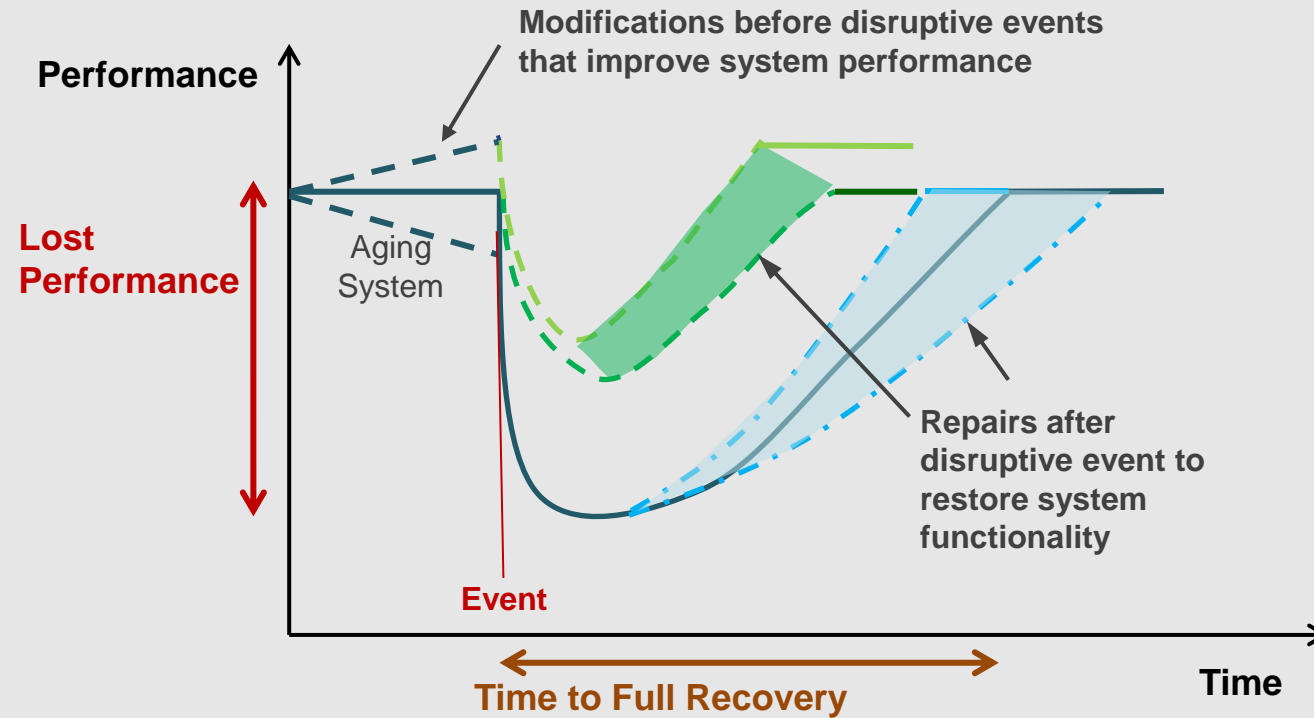 Modifications before disruptive events
that improve system performance
Performance
Lost
Performance
Aging
System
Repairs after
disruptive event to
restore system
functionality
Event
Time
Time to Full Recovery